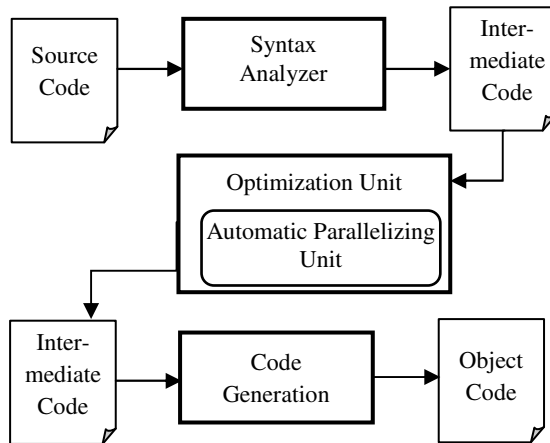 Source
Code
Syntax
Analyzer
Inter-
mediate
Code
Optimization Unit
Automatic Parallelizing
Unit
Inter-
mediate
Code
Code
Generation
Object
Code